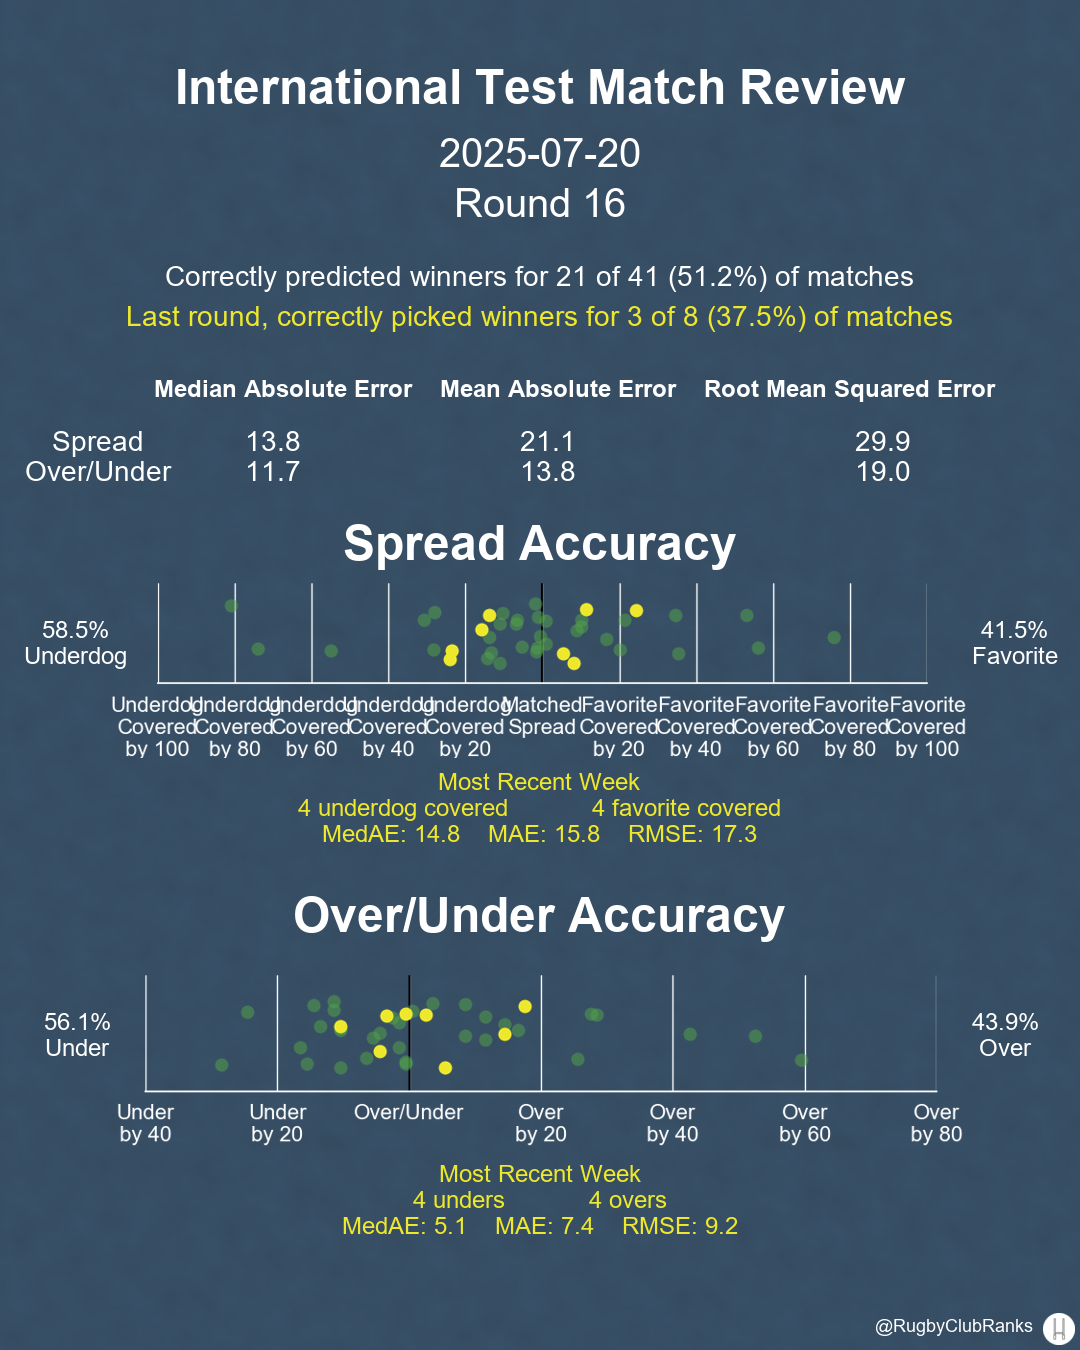 International Test Match Review
2025-07-20
Round 16
Correctly predicted winners for 21 of 41 (51.2%) of matches
Last round, correctly picked winners for 3 of 8 (37.5%) of matches
Median Absolute Error Mean Absolute Error Root Mean Squared Error
Spread 13.8 21.1 29.9
Over/Under 11.7 13.8 19.0
Spread Accuracy
58.5% 41.5%
Underdog Favorite
Underdog Underdog Underdog Underdog Underdog Matched Favorite Favorite Favorite Favorite Favorite
Covered Covered Covered Covered Covered Spread Covered Covered Covered Covered Covered
by 100 by 80 by 60 by 40 by 20 by 20 by 40 by 60 by 80 by 100
Most Recent Week
4 underdog covered 4 favorite covered
MedAE: 14.8 MAE: 15.8 RMSE: 17.3
Over/Under Accuracy
56.1% 43.9%
Under Over
Under Under Over/Under Over Over Over Over
by 40 by 20 by 20 by 40 by 60 by 80
Most Recent Week
4 unders 4 overs
MedAE: 5.1 MAE: 7.4 RMSE: 9.2
@RugbyClubRanks